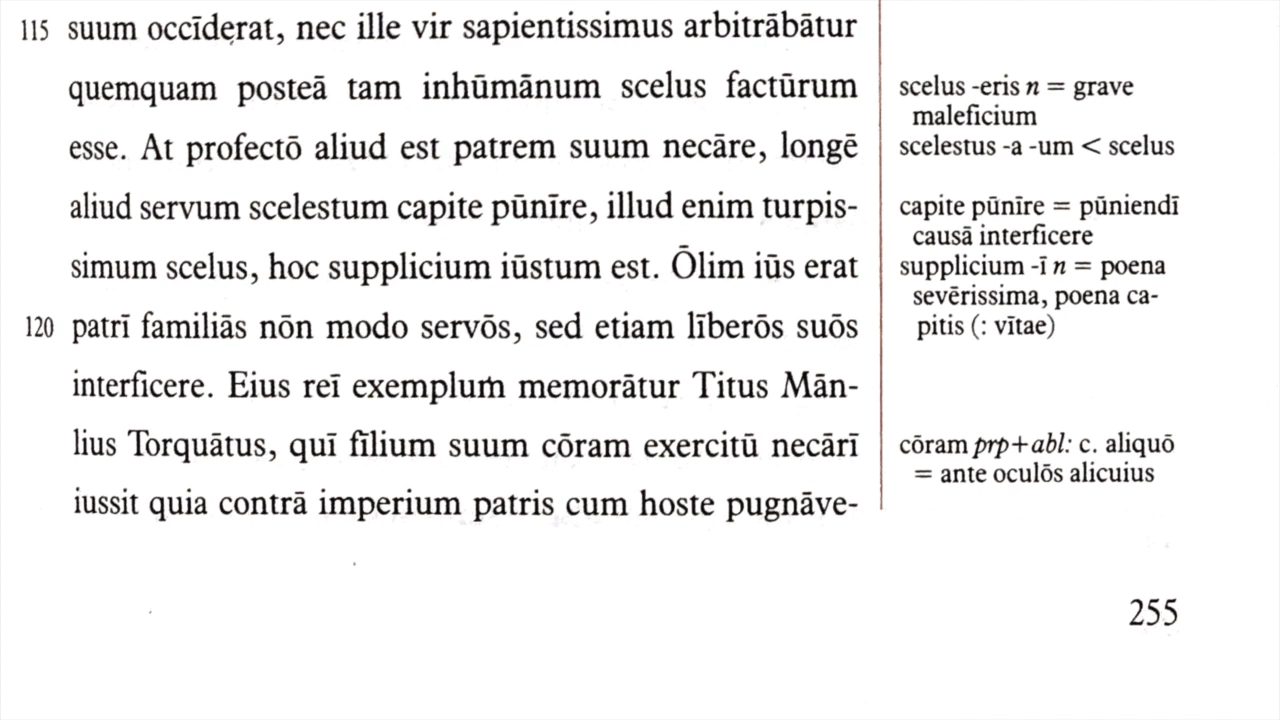 115 suum occīderat, nec ille vir sapientissimus arbitrābātur
quemquam posteā tam inhūmānum scelus factūrum
esse. At profectō aliud est patrem suum necāre, longē
aliud servum scelestum capite pūnīre, illud enim turpis-
simum scelus, hoc supplicium iūstum est. Ōlim iūs erat
120 patrī familiās nōn modo servōs, sed etiam līberōs suōs
interficere. Eius reī exemplum memorātur Titus Mān-
lius Torquātus, quī fīlium suum cōram exercitū necārī
iussit quia contrā imperium patris cum hoste pugnāve-
scelus -eris n = grave
maleficium
scelestus -a -um < scelus
capite pūnīre = pūniendī
causā interficere
supplicium -ī n = poena
sevērissima, poena ca-
pitis (: vītae)
cōram prp+abl: c. aliquō
= ante oculōs alicuius
255